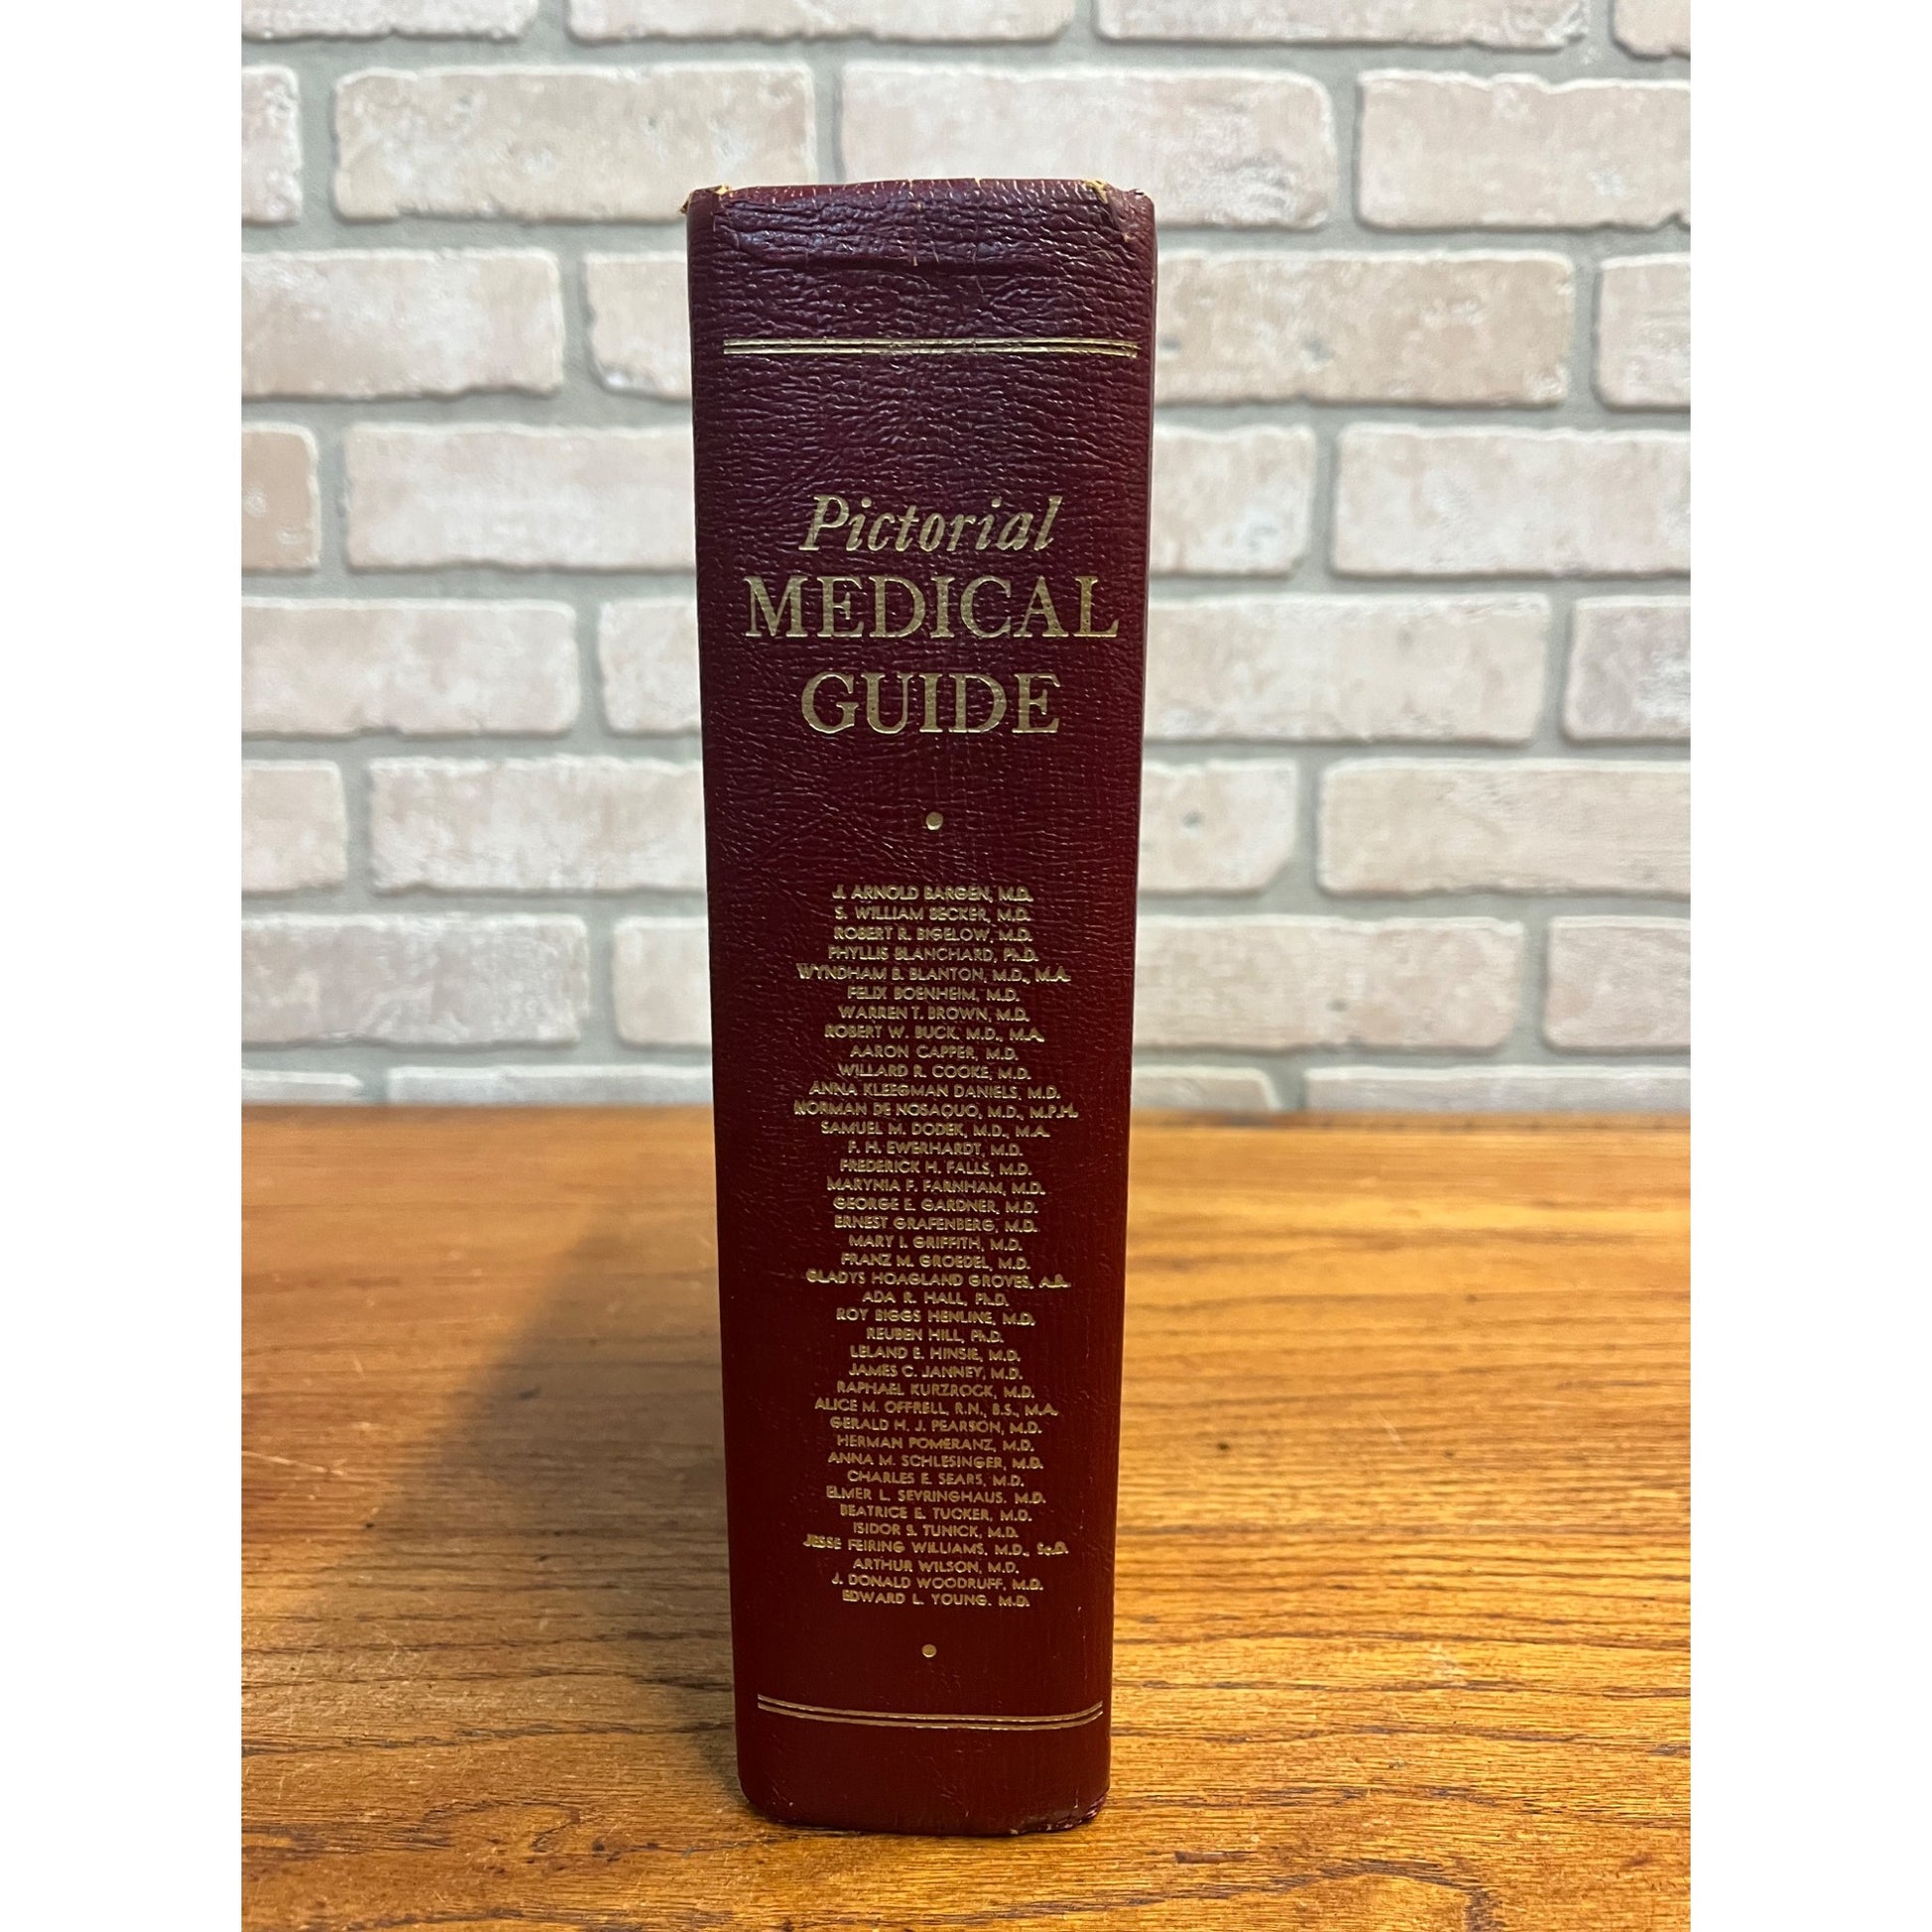 Pictorial
MEDICAL
GUIDE
J. ARNOLD BARGEN, M.D.
S. WILLIAM BECKER, M.D.
ROBERT R. BIGELOW, M.D.
PHYLLIS BLANCHARD, Ph.D.
WYNDHAM B. BLANTON, M.D., M.A.
FELIX BOENHEIM, M.D.
WARREN T. BROWN, M.D.
ROBERT W. BUCK, M.D., M.A.
AARON CAPPER, M.D.
WILLARD R. COOKE, M.D.
ANNA KLEEGMAN DANIELS, M.D.
NORMAN DE NOSAQUO, M.D., M.P.H.
SAMUEL M. DODEK, M.D., M.A.
F. H. EWERHARDT, M.D.
FREDERICK H. FALLS, M.D.
MARYNIA F. FARNHAM, M.D.
GEORGE E. GARDNER, M.D.
ERNEST GRAFENBERG, M.D.
MARY I. GRIFFITH, M.D.
FRANZ M. GROEDEL, M.D.
GLADYS HOAGLAND GROVES, A.B.
ADA R. HALL, Ph.D.
ROY BIGGS HENLINE, M.D.
REUBEN HILL, Ph.D.
LELAND E. HINSIE, M.D.
JAMES C. JANNEY, M.D.
RAPHAEL KURZROCK, M.D.
ALICE M. OFFRELL, R.N., B.S., M.A.
GERALD H. J. PEARSON, M.D.
HERMAN POMERANZ, M.D.
ANNA M. SCHLESINGER, M.D.
CHARLES E. SEARS, M.D.
ELMER L. SEVRINGHAUS, M.D.
BEATRICE E. TUCKER, M.D.
ISIDOR S. TUNICK, M.D.
JESSE FEIRING WILLIAMS, M.D., Sc.D.
ARTHUR WILSON, M.D.
J. DONALD WOODRUFF, M.D.
EDWARD L. YOUNG, M.D.